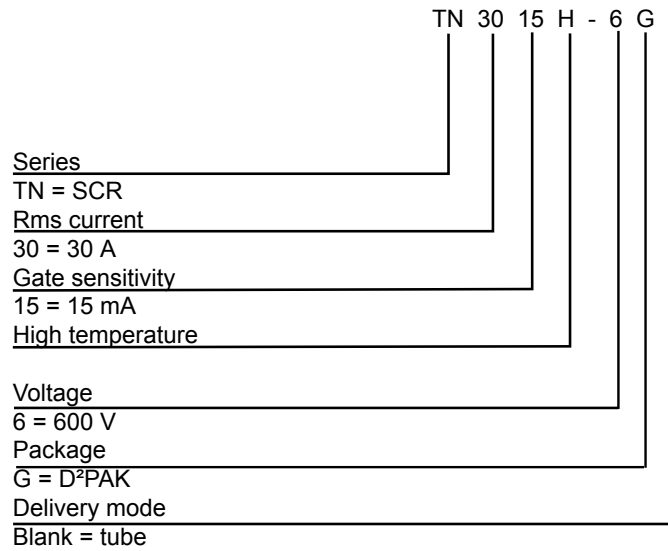 TN 30 15 H - 6 G
Series
TN = SCR
Rms current
30 = 30 A
Gate sensitivity
15 = 15 mA
High temperature
Voltage
6 = 600 V
Package
G = D²PAK
Delivery mode
Blank = tube